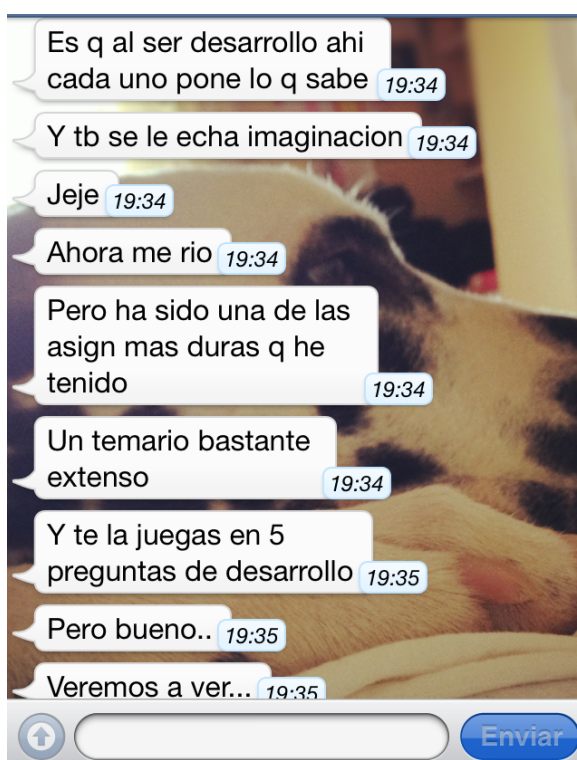 Es q al ser desarrollo ahi
cada uno pone lo q sabe 19:34
Y tb se le echa imaginacion 19:34
Jeje 19:34
Ahora me rio 19:34
Pero ha sido una de las
asign mas duras q he
tenido 19:34
Un temario bastante
extenso 19:34
Y te la juegas en 5
preguntas de desarrollo 19:35
Pero bueno.. 19:35
Veremos a ver... 19:35
Enviar